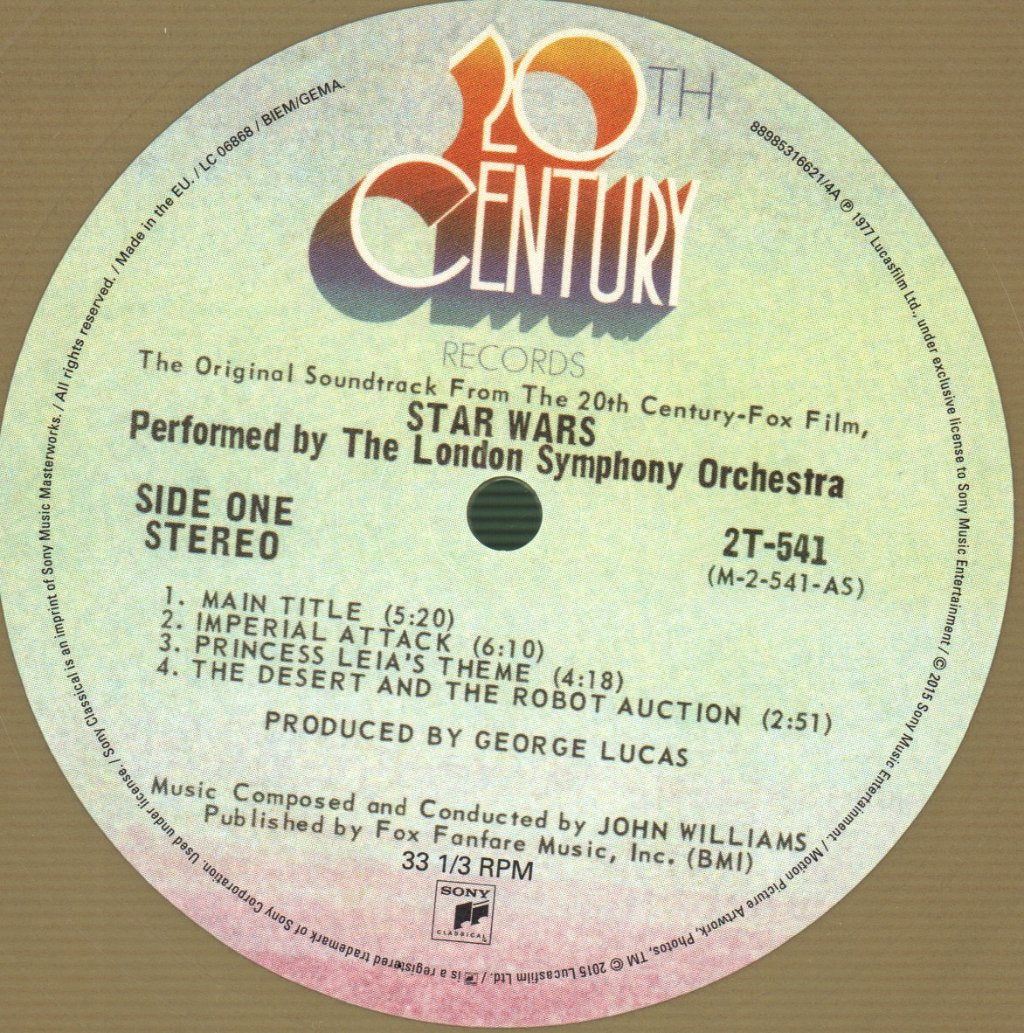 20TH
CENTURY
RECORDS
The Original Soundtrack From The 20th Century-Fox Film,
STAR WARS
Performed by The London Symphony Orchestra
SIDE ONE
STEREO
2T-541
(M-2-541-AS)
1. MAIN TITLE (5:20)
2. IMPERIAL ATTACK (6:10)
3. PRINCESS LEIA'S THEME (4:18)
4. THE DESERT AND THE ROBOT AUCTION (2:51)
PRODUCED BY GEORGE LUCAS
Music Composed and Conducted by JOHN WILLIAMS
Published by Fox Fanfare Music, Inc. (BMI)
33 1/3 RPM
SONY
CLASSICAL
88985316621/4A ℗ 1977 Lucasfilm Ltd., under exclusive license to Sony Music Entertainment / © 2015 Sony Music Entertainment. / Motion Picture Artwork, Photos, TM © 2015 Lucasfilm Ltd. / is a registered trademark of Sony Corporation. Used under license. / Sony Classical is an imprint of Sony Music Masterworks. / All rights reserved. / Made in the EU. / LC 06868 / BIEM/GEMA.